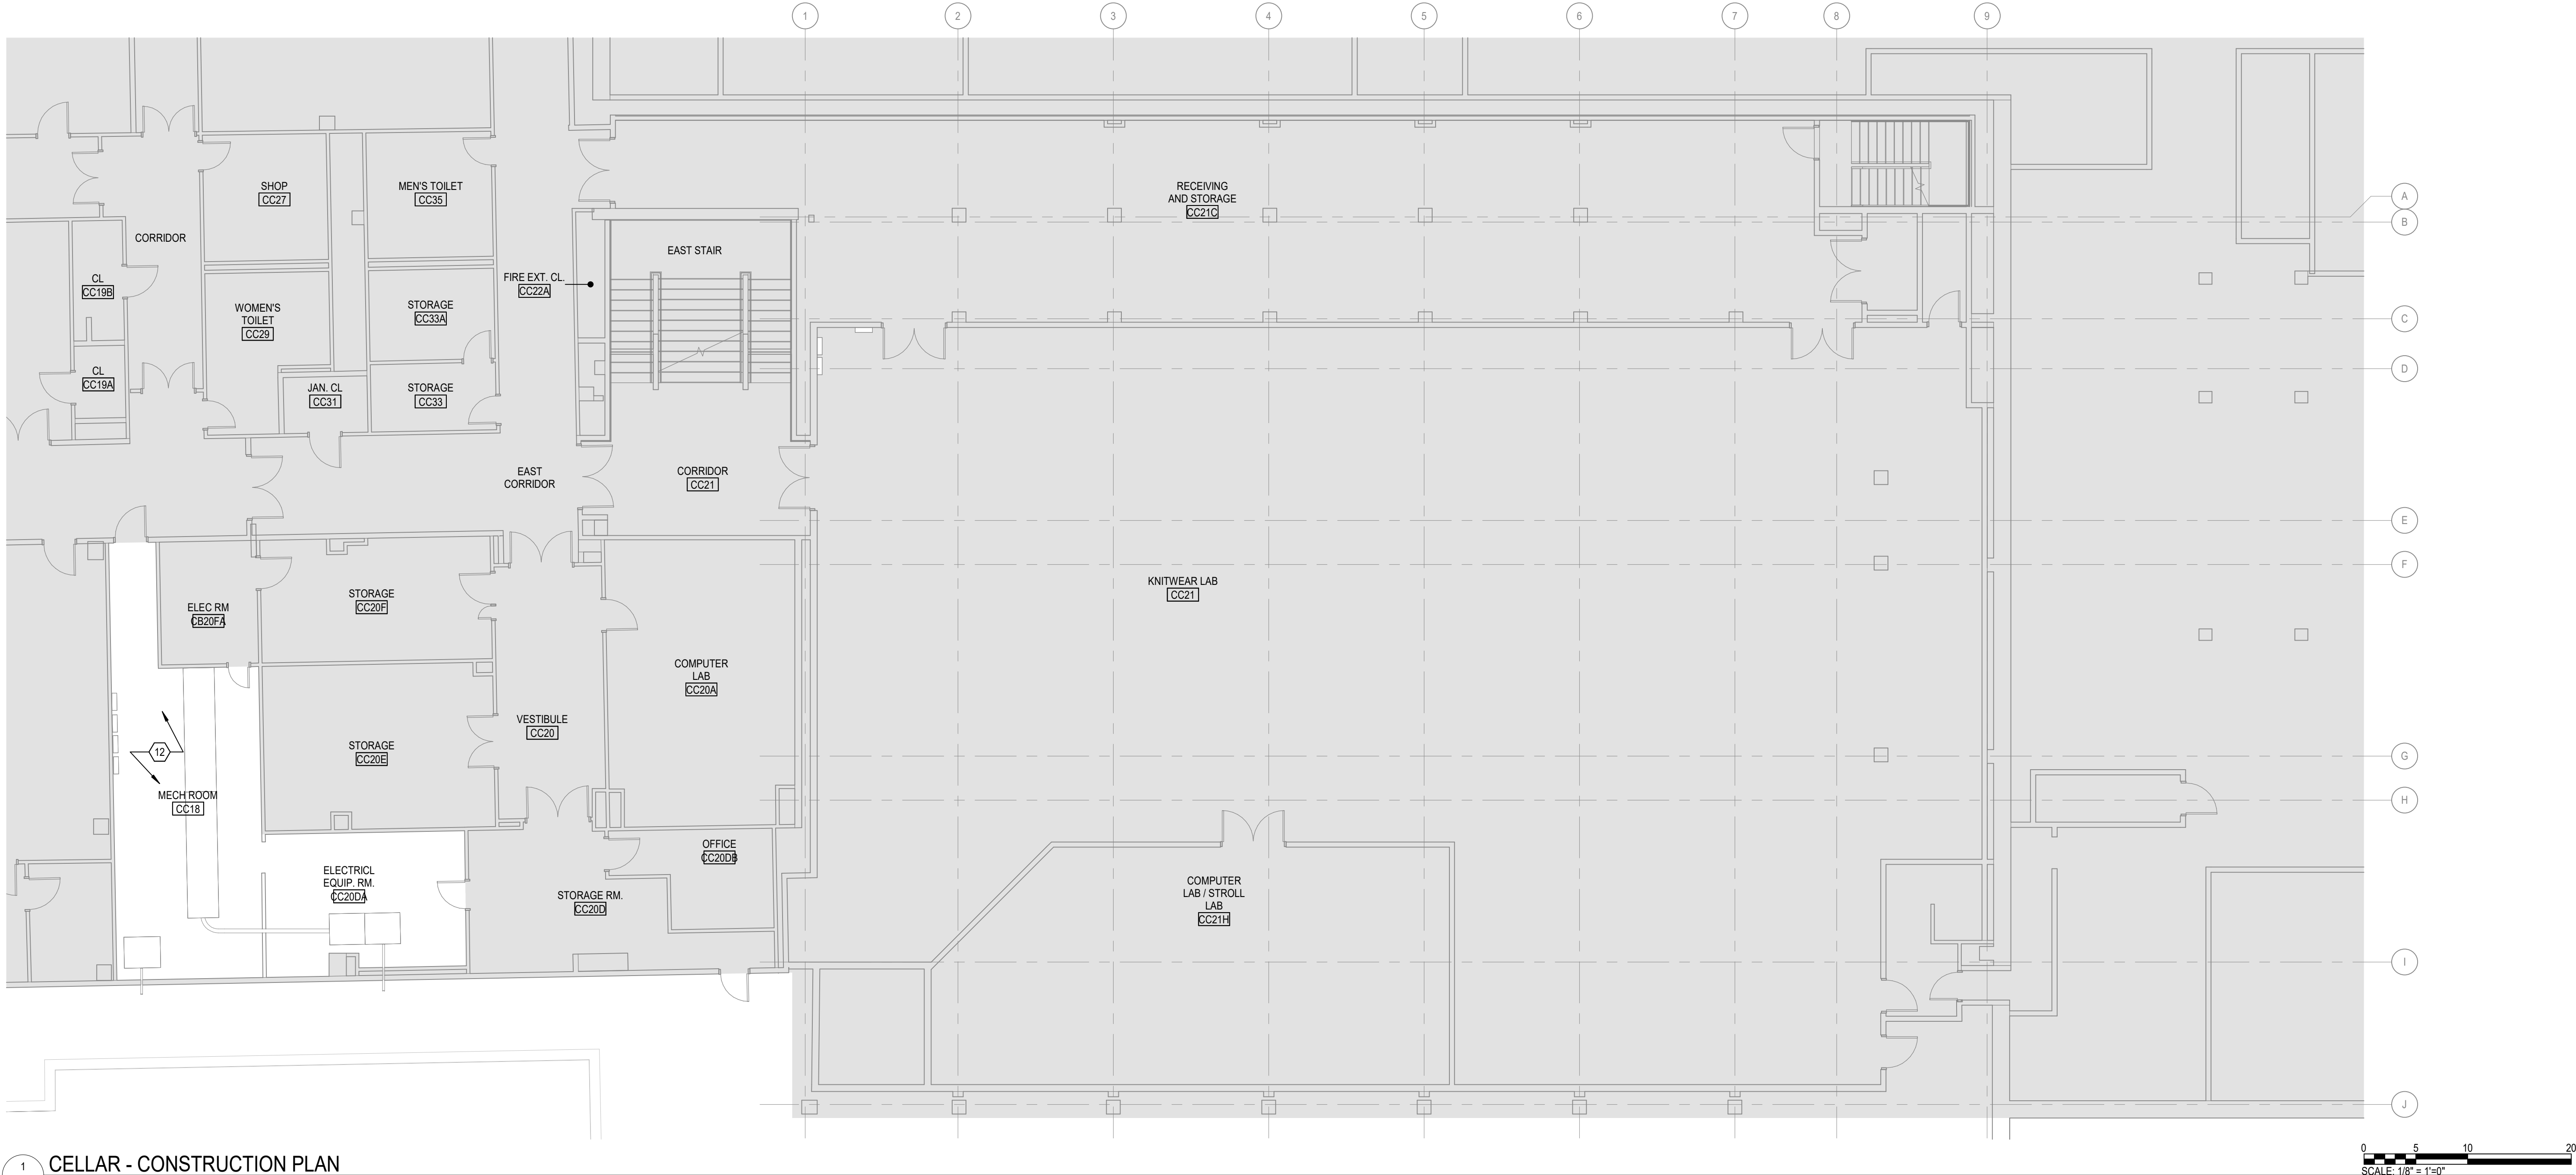 1
2
3
4
5
6
7
8
9
A
B
C
D
E
F
G
H
I
J
SHOP
CC27
MEN'S TOILET
CC35
RECEIVING
AND STORAGE
CC21C
CORRIDOR
EAST STAIR
CL
CC19B
FIRE EXT. CL.
CC22A
WOMEN'S
TOILET
CC29
STORAGE
CC33A
CL
CC19A
JAN. CL
CC31
STORAGE
CC33
EAST
CORRIDOR
CORRIDOR
CC21
ELEC RM
CB20FA
STORAGE
CC20F
KNITWEAR LAB
CC21
COMPUTER
LAB
CC20A
VESTIBULE
CC20
STORAGE
CC20E
12
MECH ROOM
CC18
OFFICE
CC20DB
ELECTRICL
EQUIP. RM.
CC20DA
STORAGE RM.
CC20D
COMPUTER
LAB / STROLL
LAB
CC21H
1
CELLAR - CONSTRUCTION PLAN
0 5 10 20
SCALE: 1/8" = 1'=0"